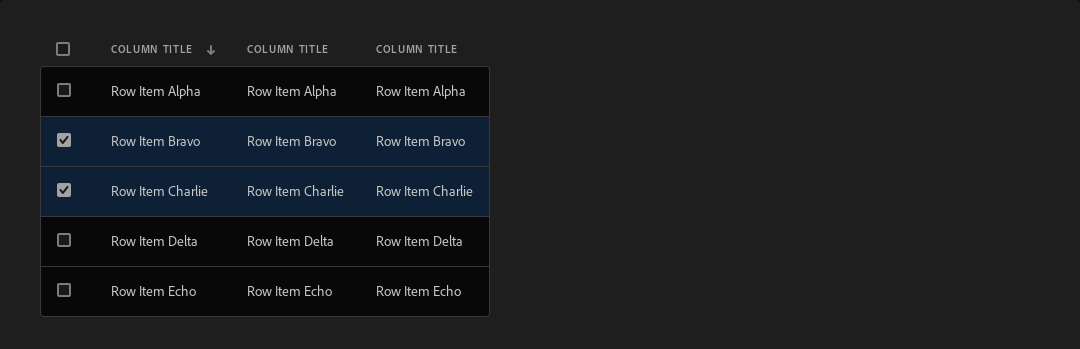 COLUMN TITLE COLUMN TITLE COLUMN TITLE
Row Item Alpha Row Item Alpha Row Item Alpha
Row Item Bravo Row Item Bravo Row Item Bravo
Row Item Charlie Row Item Charlie Row Item Charlie
Row Item Delta Row Item Delta Row Item Delta
Row Item Echo Row Item Echo Row Item Echo